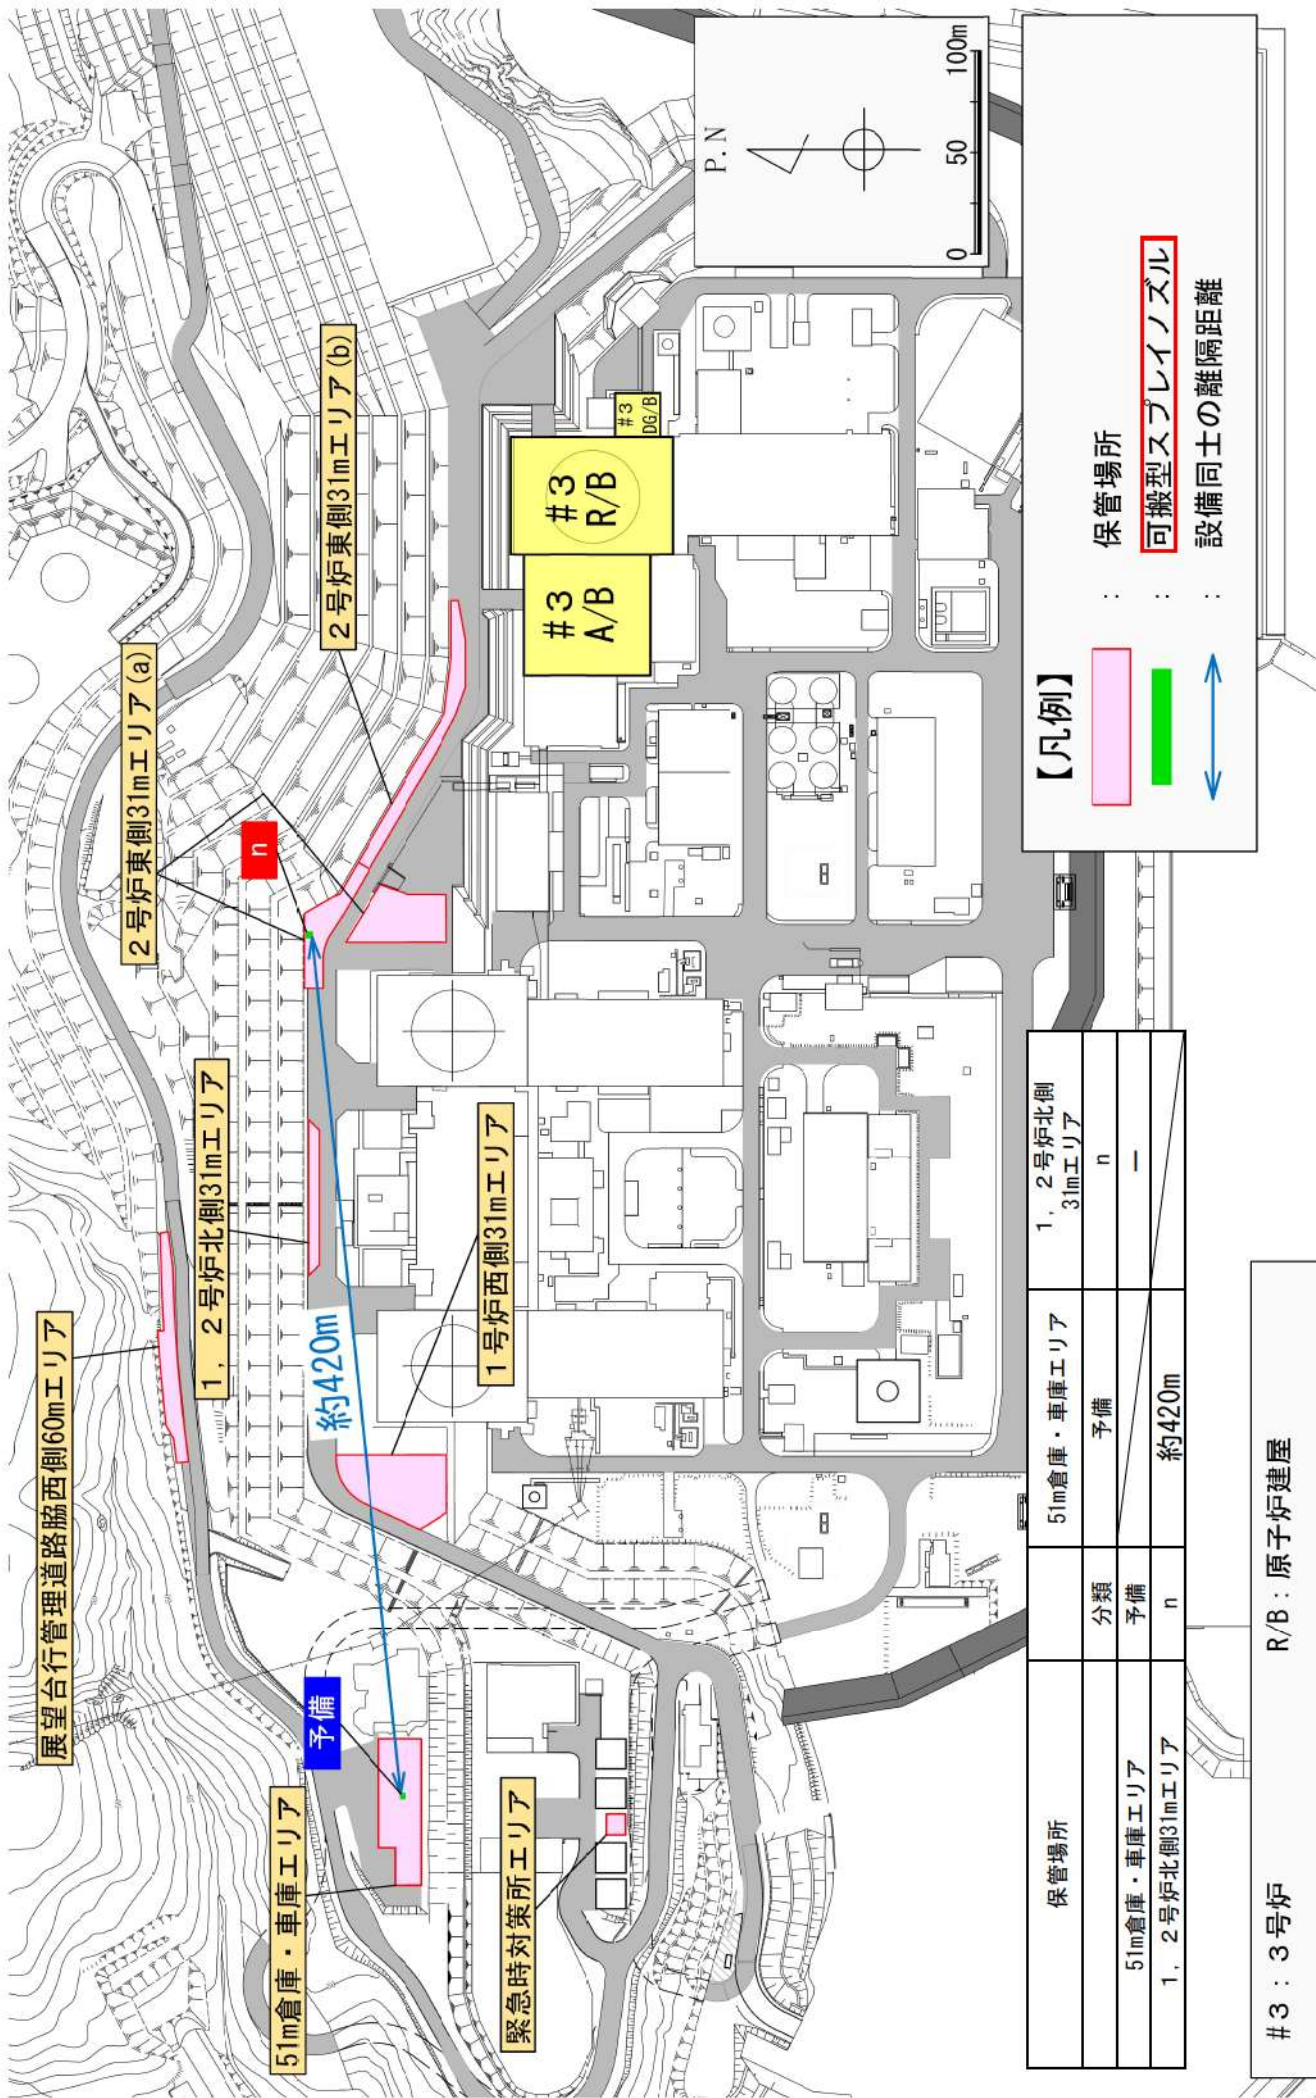 展望台行管理道路脇西側60mエリア
1，2号炉北側31mエリア
2号炉東側31mエリア(a)
2号炉東側31mエリア(b)
n
予備
約420m
51m倉庫・車庫エリア
緊急時対策所エリア
1号炉西側31mエリア
#3
A/B
#3
R/B
#3
DG/B
P.N
0 50 100m
【凡例】
: 保管場所
: 可搬型スプレイノズル
: 設備同士の離隔距離
保管場所 51m倉庫・車庫エリア 1，2号炉北側
31mエリア
分類 予備 n
51m倉庫・車庫エリア 予備 －
1，2号炉北側31mエリア n 約420m
#3：3号炉 R/B：原子炉建屋